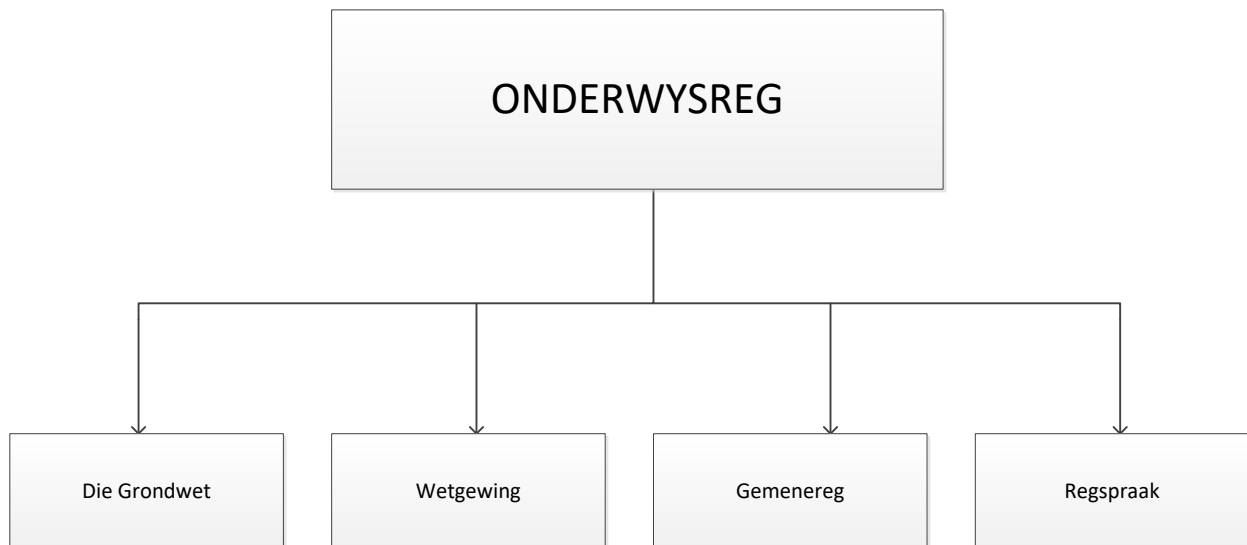 ONDERWYSREG
Die Grondwet
Wetgewing
Gemenereg
Regspraak